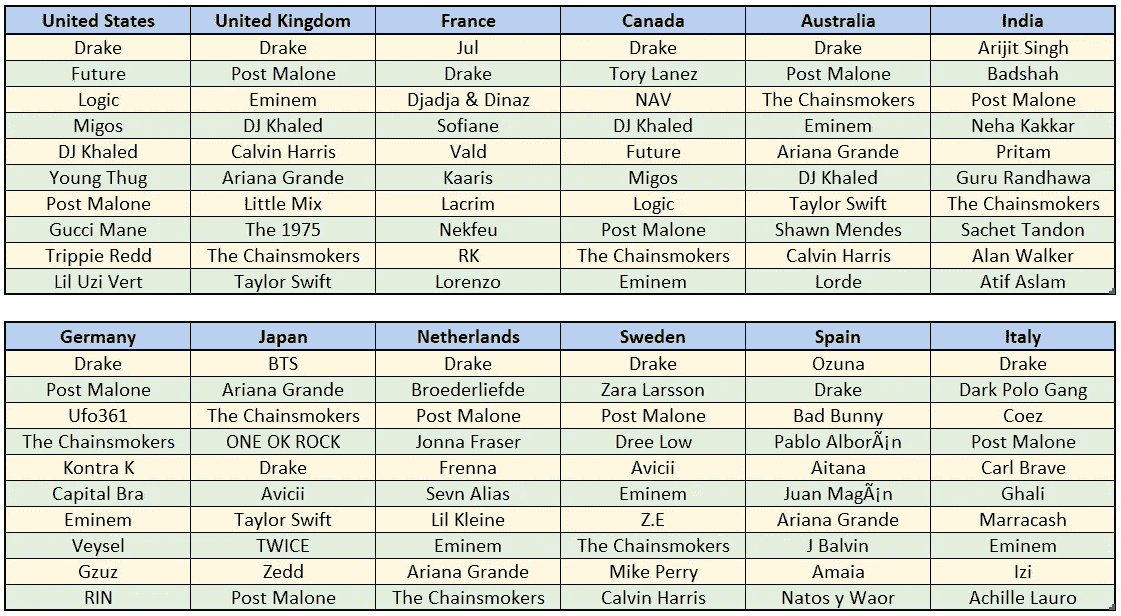 United States United Kingdom France Canada Australia India
Drake Drake Jul Drake Drake Arijit Singh
Future Post Malone Drake Tory Lanez Post Malone Badshah
Logic Eminem Djadja & Dinaz NAV The Chainsmokers Post Malone
Migos DJ Khaled Sofiane DJ Khaled Eminem Neha Kakkar
DJ Khaled Calvin Harris Vald Future Ariana Grande Pritam
Young Thug Ariana Grande Kaaris Migos DJ Khaled Guru Randhawa
Post Malone Little Mix Lacrim Logic Taylor Swift The Chainsmokers
Gucci Mane The 1975 Nekfeu Post Malone Shawn Mendes Sachet Tandon
Trippie Redd The Chainsmokers RK The Chainsmokers Calvin Harris Alan Walker
Lil Uzi Vert Taylor Swift Lorenzo Eminem Lorde Atif Aslam
Germany Japan Netherlands Sweden Spain Italy
Drake BTS Drake Drake Ozuna Drake
Post Malone Ariana Grande Broederliefde Zara Larsson Drake Dark Polo Gang
Ufo361 The Chainsmokers Post Malone Post Malone Bad Bunny Coez
The Chainsmokers ONE OK ROCK Jonna Fraser Dree Low Pablo AlborÃ¡n Post Malone
Kontra K Drake Frenna Avicii Aitana Carl Brave
Capital Bra Avicii Sevn Alias Eminem Juan MagÃ¡n Ghali
Eminem Taylor Swift Lil Kleine Z.E Ariana Grande Marracash
Veysel TWICE Eminem The Chainsmokers J Balvin Eminem
Gzuz Zedd Ariana Grande Mike Perry Amaia Izi
RIN Post Malone The Chainsmokers Calvin Harris Natos y Waor Achille Lauro